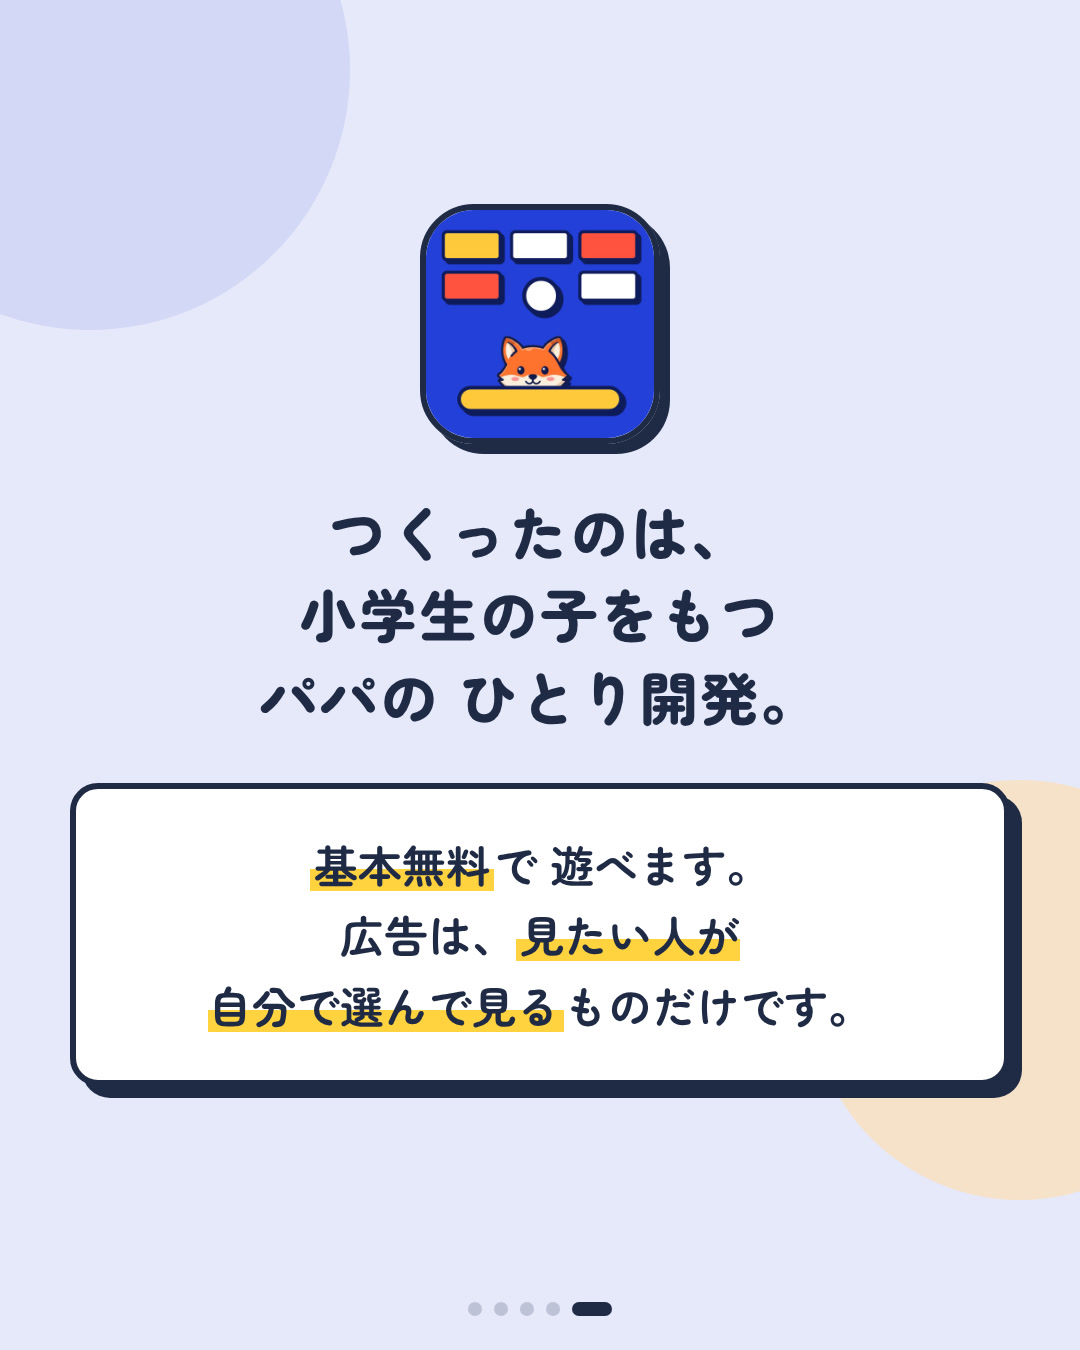 つくったのは、
小学生の子をもつ
パパの ひとり開発。
基本無料で 遊べます。
広告は、見たい人が
自分で選んで見るものだけです。